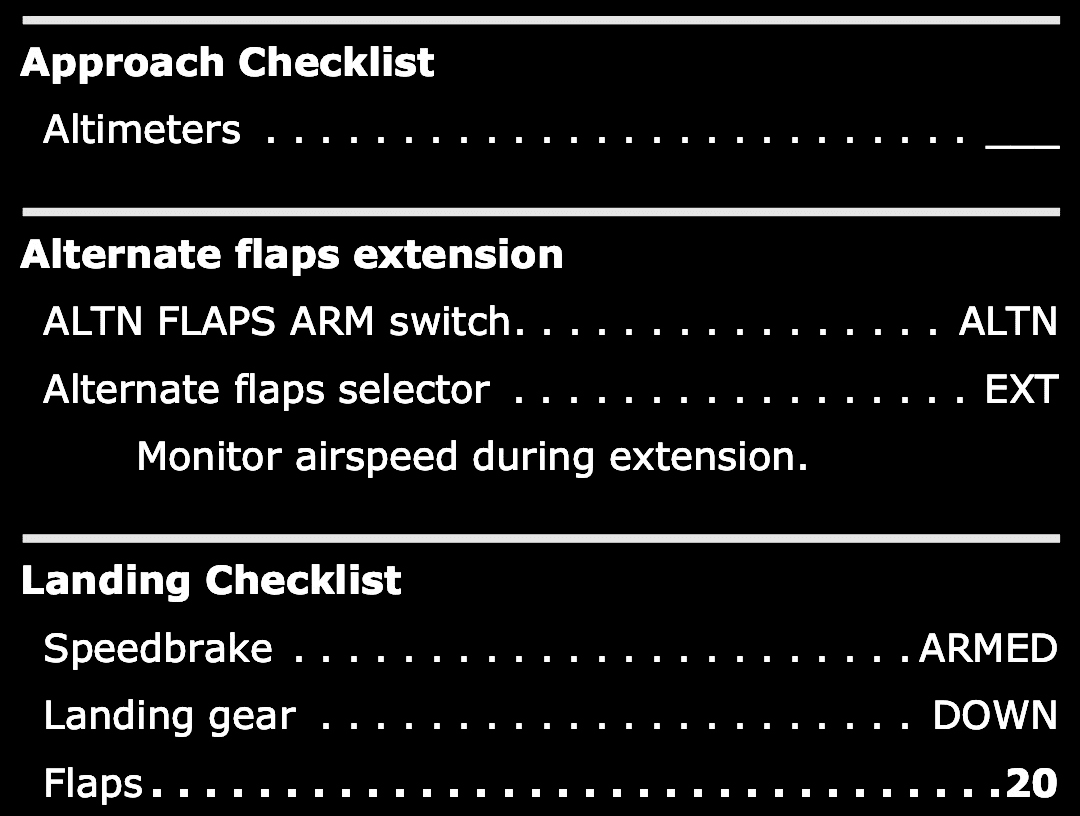 Approach Checklist
Altimeters . . . . . . . . . . . . . . . . . . . . . . . . . . ___
Alternate flaps extension
ALTN FLAPS ARM switch. . . . . . . . . . . . . . . . ALTN
Alternate flaps selector . . . . . . . . . . . . . . . . . EXT
Monitor airspeed during extension.
Landing Checklist
Speedbrake . . . . . . . . . . . . . . . . . . . . . . . ARMED
Landing gear . . . . . . . . . . . . . . . . . . . . . . DOWN
Flaps. . . . . . . . . . . . . . . . . . . . . . . . . . . . . . . .20